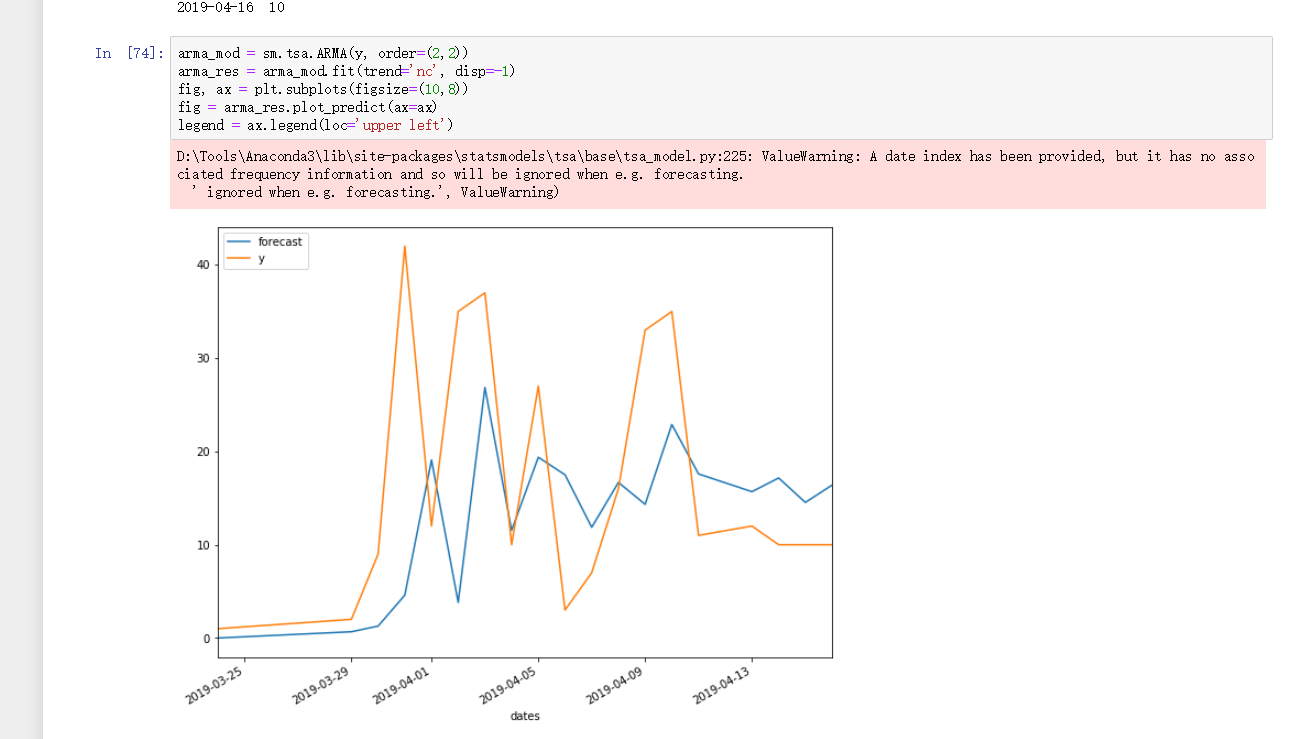 2019-04-16 10
In [74]:
arma_mod = sm.tsa.ARMA(y, order=(2,2))
arma_res = arma_mod.fit(trend='nc', disp=-1)
fig, ax = plt.subplots(figsize=(10,8))
fig = arma_res.plot_predict(ax=ax)
legend = ax.legend(loc='upper left')
D:\Tools\Anaconda3\lib\site-packages\statsmodels\tsa\base\tsa_model.py:225: ValueWarning: A date index has been provided, but it has no asso
ciated frequency information and so will be ignored when e.g. forecasting.
' ignored when e.g. forecasting.', ValueWarning)
forecast
y
40
30
20
10
0
2019-03-25
2019-03-29
2019-04-01
2019-04-05
2019-04-09
2019-04-13
dates